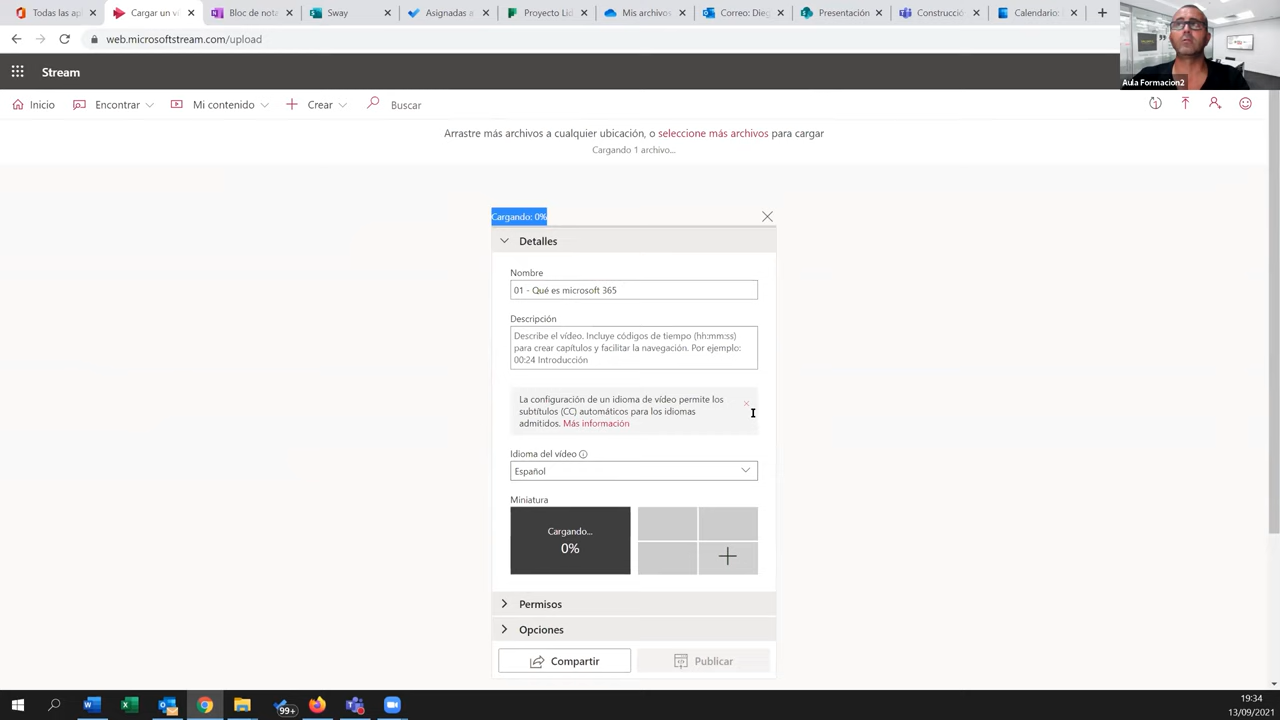 Todas las ap
Cargar un v
Bloc de nota
Sway
Asignadas a
Proyecto Lid
Mis archivos
Correo: Dieg
Presentación
Construcció
Calendario:
web.microsoftstream.com/upload
Aula Formacion2
Stream
Inicio
Encontrar
Mi contenido
Crear
Buscar
Arrastre más archivos a cualquier ubicación, o seleccione más archivos para cargar
Cargando 1 archivo...
Cargando: 0%
Detalles
Nombre
01 - Qué es microsoft 365
Descripción
Describe el vídeo. Incluye códigos de tiempo (hh:mm:ss)
para crear capítulos y facilitar la navegación. Por ejemplo:
00:24 Introducción
La configuración de un idioma de vídeo permite los
subtítulos (CC) automáticos para los idiomas
admitidos. Más información
Idioma del vídeo
Español
Miniatura
Cargando...
0%
Permisos
Opciones
Compartir
Publicar
99+
19:34
13/09/2021